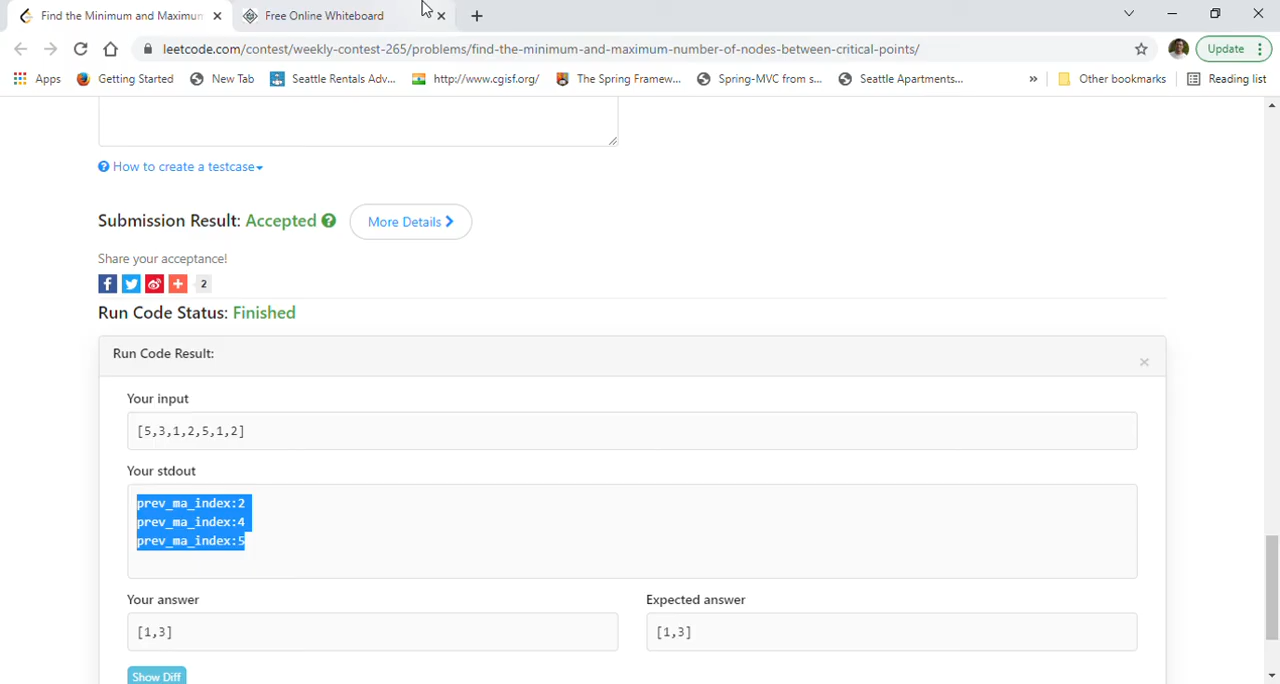 Find the Minimum and Maximum
Free Online Whiteboard
leetcode.com/contest/weekly-contest-265/problems/find-the-minimum-and-maximum-number-of-nodes-between-critical-points/
Update
Apps
Getting Started
New Tab
Seattle Rentals Adv...
http://www.cgisf.org/
The Spring Framew...
Spring-MVC from s...
Seattle Apartments...
»
Other bookmarks
Reading list
How to create a testcase
Submission Result: Accepted
More Details
Share your acceptance!
2
Run Code Status: Finished
Run Code Result:
Your input
[5,3,1,2,5,1,2]
Your stdout
prev_ma_index:2
prev_ma_index:4
prev_ma_index:5
Your answer
Expected answer
[1,3]
[1,3]
Show Diff